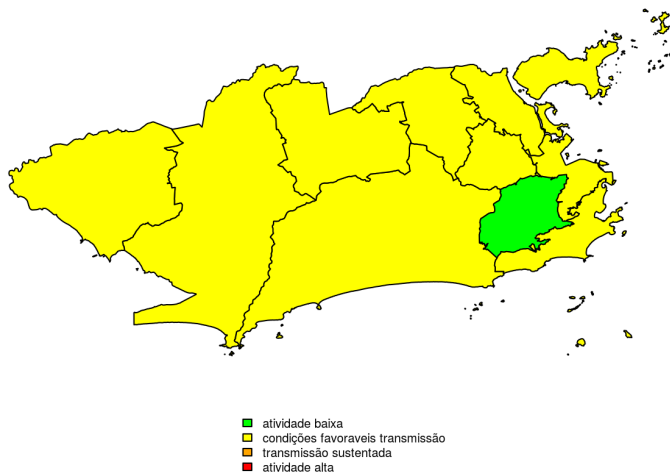 atividade baixa
condições favoraveis transmissão
transmissão sustentada
atividade alta